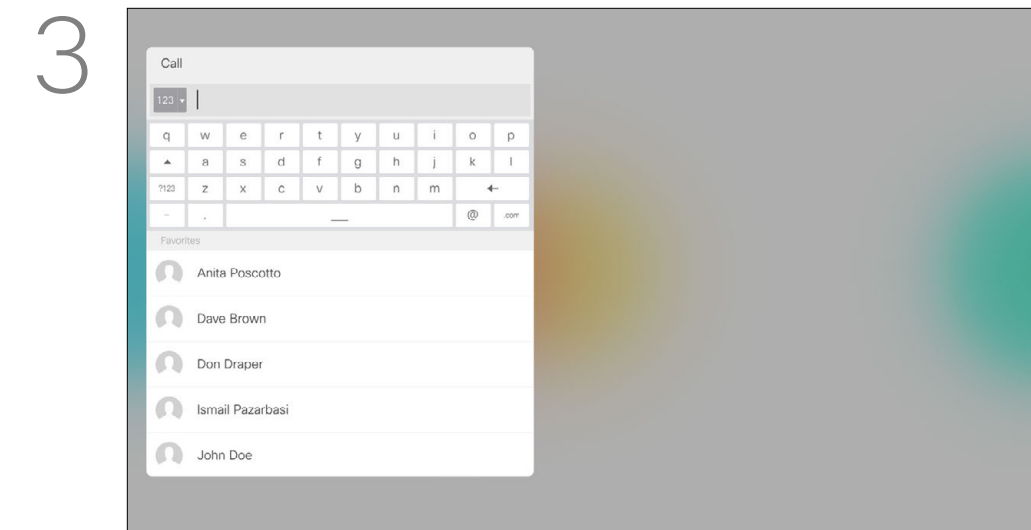 3
Call
123
q w e r t y u i o p
a s d f g h j k l
?123 z x c v b n m
- . @ .com
Favorites
Anita Poscotto
Dave Brown
Don Draper
Ismail Pazarbasi
John Doe